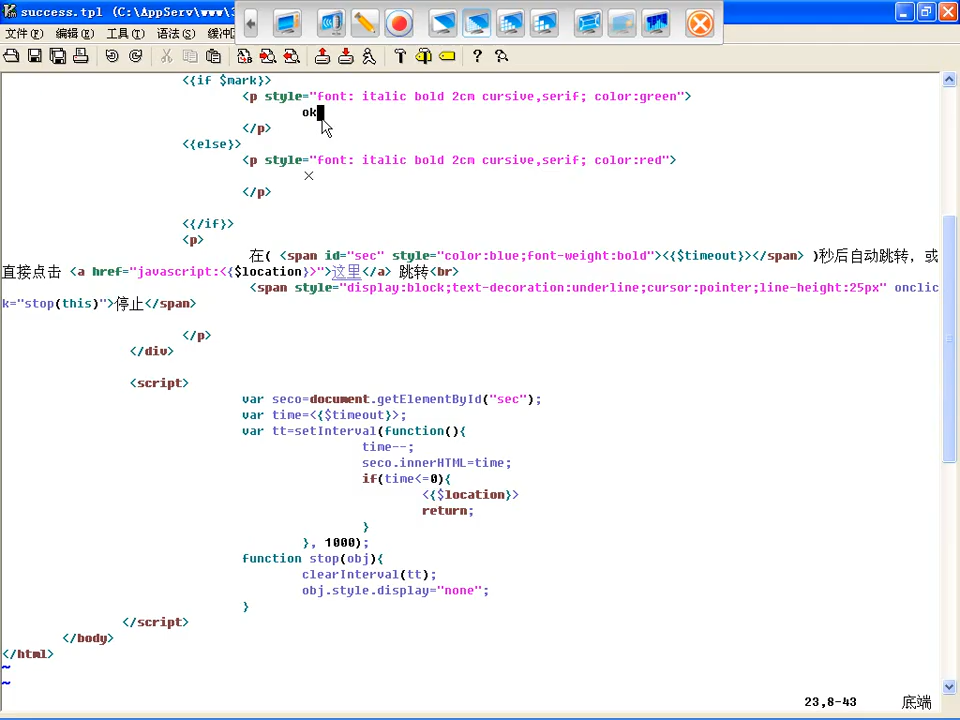 success.tpl (C:\AppServ\www\3
文件(F) 编辑(E) 工具(T) 语法(S) 缓冲
<{if $mark}>
<p style="font: italic bold 2cm cursive,serif; color:green">
ok
</p>
<{else}>
<p style="font: italic bold 2cm cursive,serif; color:red">
×
</p>
<{/if}>
<p>
在( <span id="sec" style="color:blue;font-weight:bold"><{$timeout}></span> )秒后自动跳转，或
直接点击 <a href="javascript:<{$location}>">这里</a> 跳转<br>
<span style="display:block;text-decoration:underline;cursor:pointer;line-height:25px" onclic
k="stop(this)">停止</span>
</p>
</div>
<script>
var seco=document.getElementById("sec");
var time=<{$timeout}>;
var tt=setInterval(function(){
time--;
seco.innerHTML=time;
if(time<=0){
<{$location}>
return;
}
}, 1000);
function stop(obj){
clearInterval(tt);
obj.style.display="none";
}
</script>
</body>
</html>
~
~
23,8-43 底端